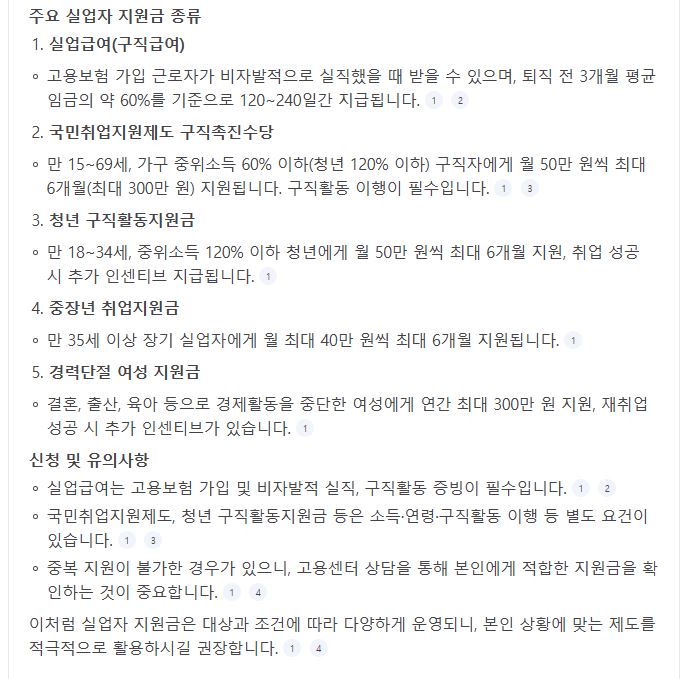 주요 실업자 지원금 종류
1. 실업급여(구직급여)
○ 고용보험 가입 근로자가 비자발적으로 실직했을 때 받을 수 있으며, 퇴직 전 3개월 평균
임금의 약 60%를 기준으로 120~240일간 지급됩니다. 1 2
2. 국민취업지원제도 구직촉진수당
○ 만 15~69세, 가구 중위소득 60% 이하(청년 120% 이하) 구직자에게 월 50만 원씩 최대
6개월(최대 300만 원) 지원됩니다. 구직활동 이행이 필수입니다. 1 3
3. 청년 구직활동지원금
○ 만 18~34세, 중위소득 120% 이하 청년에게 월 50만 원씩 최대 6개월 지원, 취업 성공
시 추가 인센티브 지급됩니다. 1
4. 중장년 취업지원금
○ 만 35세 이상 장기 실업자에게 월 최대 40만 원씩 최대 6개월 지원됩니다. 1
5. 경력단절 여성 지원금
○ 결혼, 출산, 육아 등으로 경제활동을 중단한 여성에게 연간 최대 300만 원 지원, 재취업
성공 시 추가 인센티브가 있습니다. 1
신청 및 유의사항
○ 실업급여는 고용보험 가입 및 비자발적 실직, 구직활동 증빙이 필수입니다. 1 2
○ 국민취업지원제도, 청년 구직활동지원금 등은 소득·연령·구직활동 이행 등 별도 요건이
있습니다. 1 3
○ 중복 지원이 불가한 경우가 있으니, 고용센터 상담을 통해 본인에게 적합한 지원금을 확
인하는 것이 중요합니다. 1 4
이처럼 실업자 지원금은 대상과 조건에 따라 다양하게 운영되니, 본인 상황에 맞는 제도를
적극적으로 활용하시길 권장합니다. 1 4